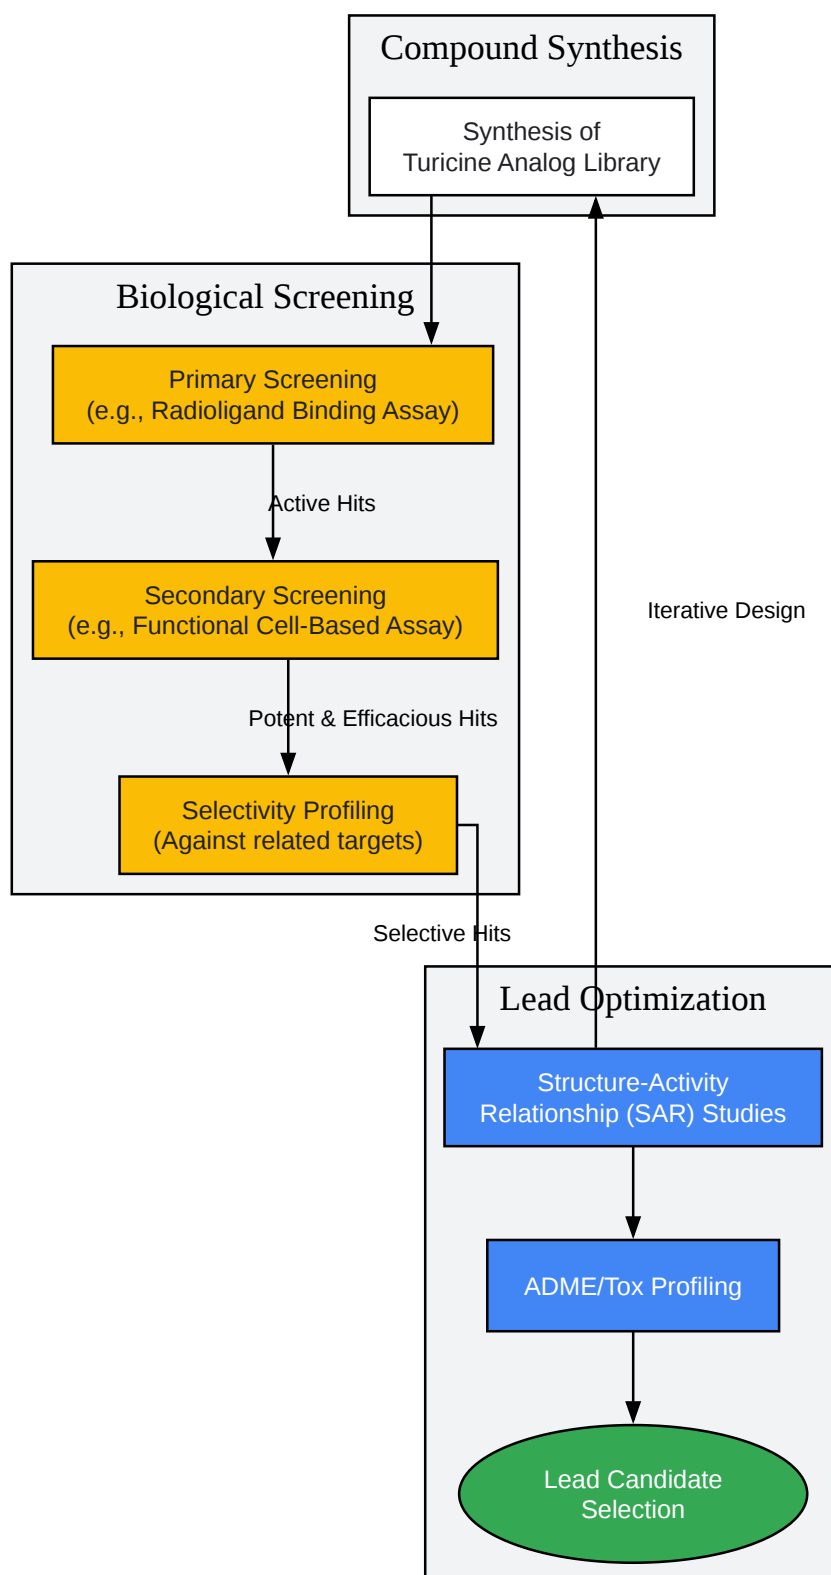 Compound Synthesis
Synthesis of
Turicine Analog Library
Biological Screening
Primary Screening
(e.g., Radioligand Binding Assay)
Active Hits
Secondary Screening
(e.g., Functional Cell-Based Assay)
Iterative Design
Potent & Efficacious Hits
Selectivity Profiling
(Against related targets)
Selective Hits
Lead Optimization
Structure-Activity
Relationship (SAR) Studies
ADME/Tox Profiling
Lead Candidate
Selection